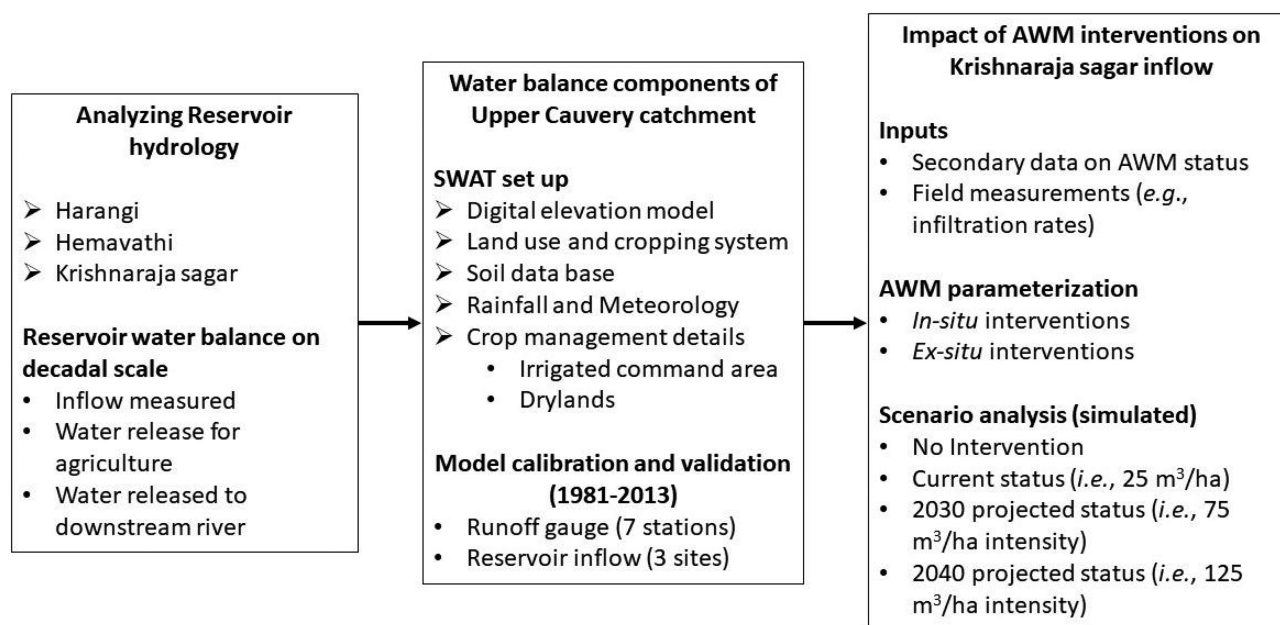 Analyzing Reservoir
hydrology
➢ Harangi
➢ Hemavathi
➢ Krishnaraja sagar
Reservoir water balance on
decadal scale
• Inflow measured
• Water release for
agriculture
• Water released to
downstream river
Water balance components of
Upper Cauvery catchment
SWAT set up
➢ Digital elevation model
➢ Land use and cropping system
➢ Soil data base
➢ Rainfall and Meteorology
➢ Crop management details
• Irrigated command area
• Drylands
Model calibration and validation
(1981-2013)
• Runoff gauge (7 stations)
• Reservoir inflow (3 sites)
Impact of AWM interventions on
Krishnaraja sagar inflow
Inputs
• Secondary data on AWM status
• Field measurements (e.g.,
infiltration rates)
AWM parameterization
• In-situ interventions
• Ex-situ interventions
Scenario analysis (simulated)
• No Intervention
• Current status (i.e., 25 m³/ha)
• 2030 projected status (i.e., 75
m³/ha intensity)
• 2040 projected status (i.e., 125
m³/ha intensity)